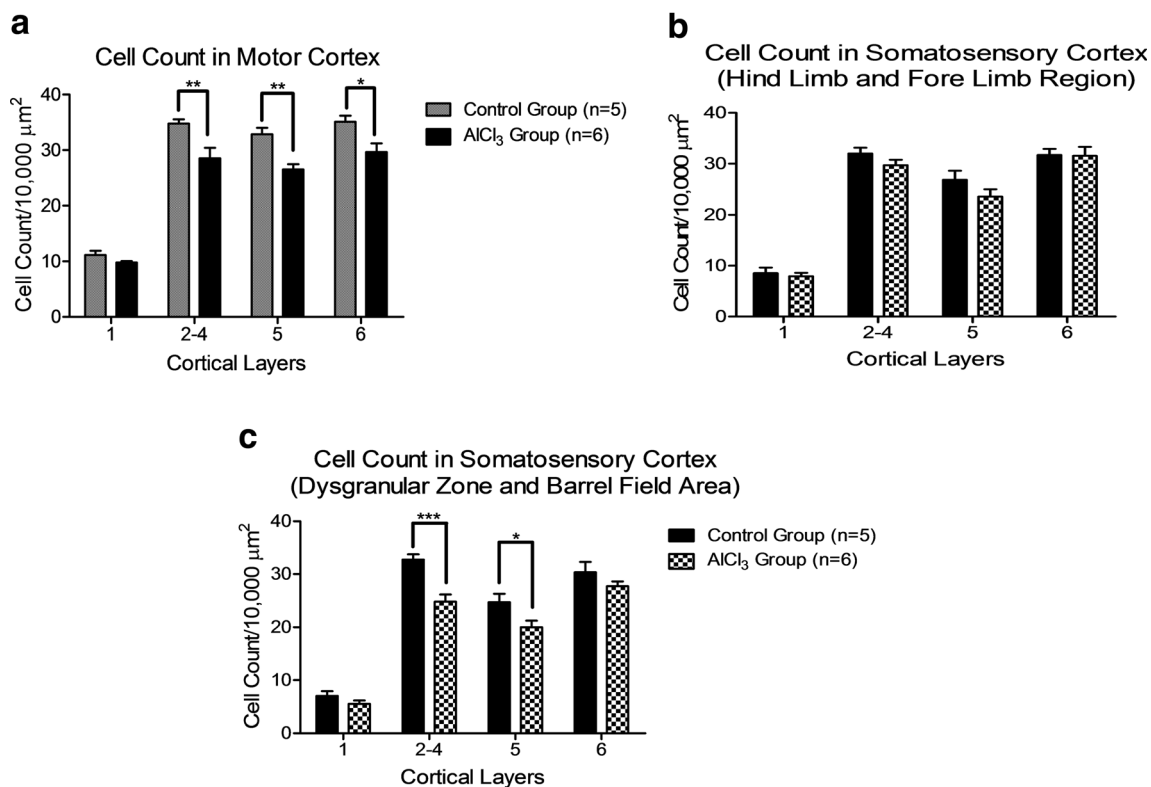 a
Cell Count in Motor Cortex
Cell Count/10,000 μm²
40
30
20
10
0
**
**
*
1
2-4
5
6
Cortical Layers
Control Group (n=5)
AlCl₃ Group (n=6)
b
Cell Count in Somatosensory Cortex
(Hind Limb and Fore Limb Region)
Cell Count/10,000 μm²
40
30
20
10
0
1
2-4
5
6
Cortical Layers
c
Cell Count in Somatosensory Cortex
(Dysgranular Zone and Barrel Field Area)
Cell Count/10,000 μm²
40
30
20
10
0
***
*
1
2-4
5
6
Cortical Layers
Control Group (n=5)
AlCl₃ Group (n=6)